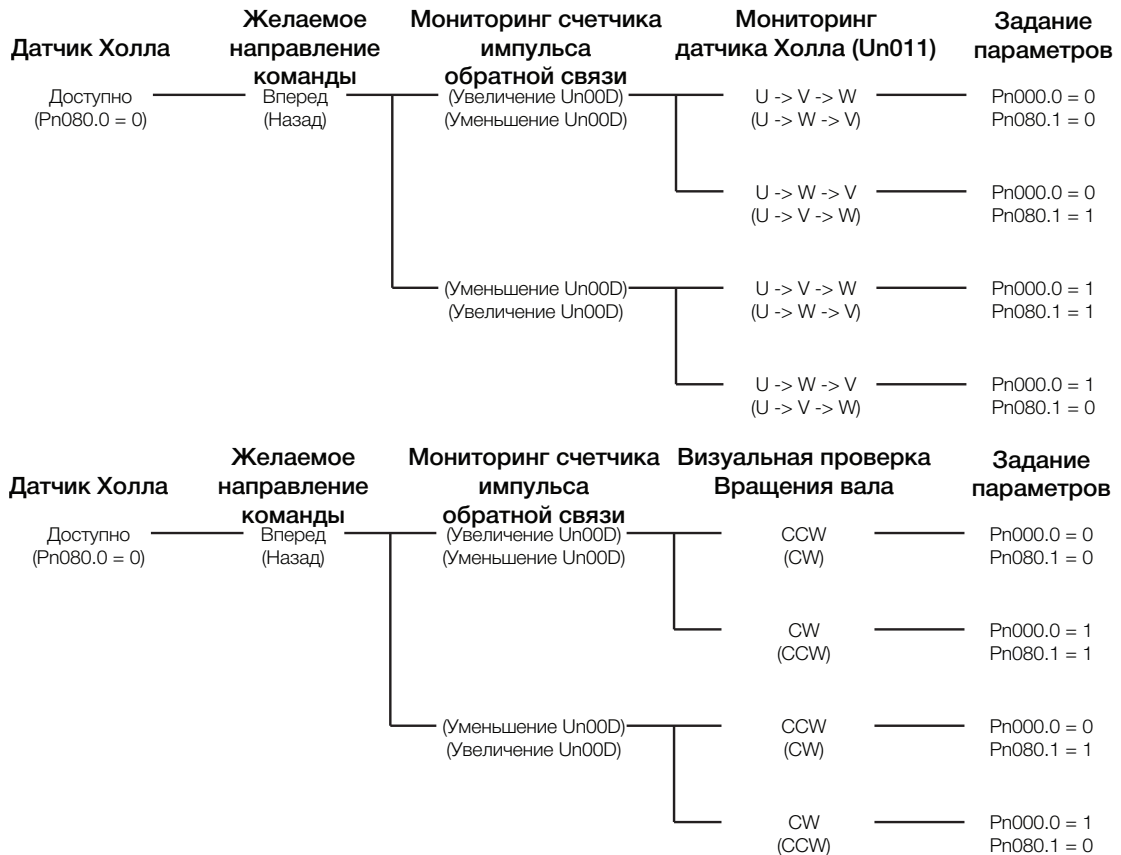 Датчик Холла
Желаемое
направление
команды
Мониторинг счетчика
импульса
обратной связи
Мониторинг
датчика Холла (Un011)
Задание
параметров
Доступно
(Pn080.0 = 0)
Вперед
(Назад)
(Увеличение Un00D)
(Уменьшение Un00D)
U -> V -> W
(U -> W -> V)
Pn000.0 = 0
Pn080.1 = 0
U -> W -> V
(U -> V -> W)
Pn000.0 = 0
Pn080.1 = 1
(Уменьшение Un00D)
(Увеличение Un00D)
U -> V -> W
(U -> W -> V)
Pn000.0 = 1
Pn080.1 = 1
U -> W -> V
(U -> V -> W)
Pn000.0 = 1
Pn080.1 = 0
Датчик Холла
Желаемое
направление
команды
Мониторинг счетчика
импульса
обратной связи
Визуальная проверка
Вращения вала
Задание
параметров
Доступно
(Pn080.0 = 0)
Вперед
(Назад)
(Увеличение Un00D)
(Уменьшение Un00D)
CCW
(CW)
Pn000.0 = 0
Pn080.1 = 0
CW
(CCW)
Pn000.0 = 1
Pn080.1 = 1
(Уменьшение Un00D)
(Увеличение Un00D)
CCW
(CW)
Pn000.0 = 0
Pn080.1 = 1
CW
(CCW)
Pn000.0 = 1
Pn080.1 = 0